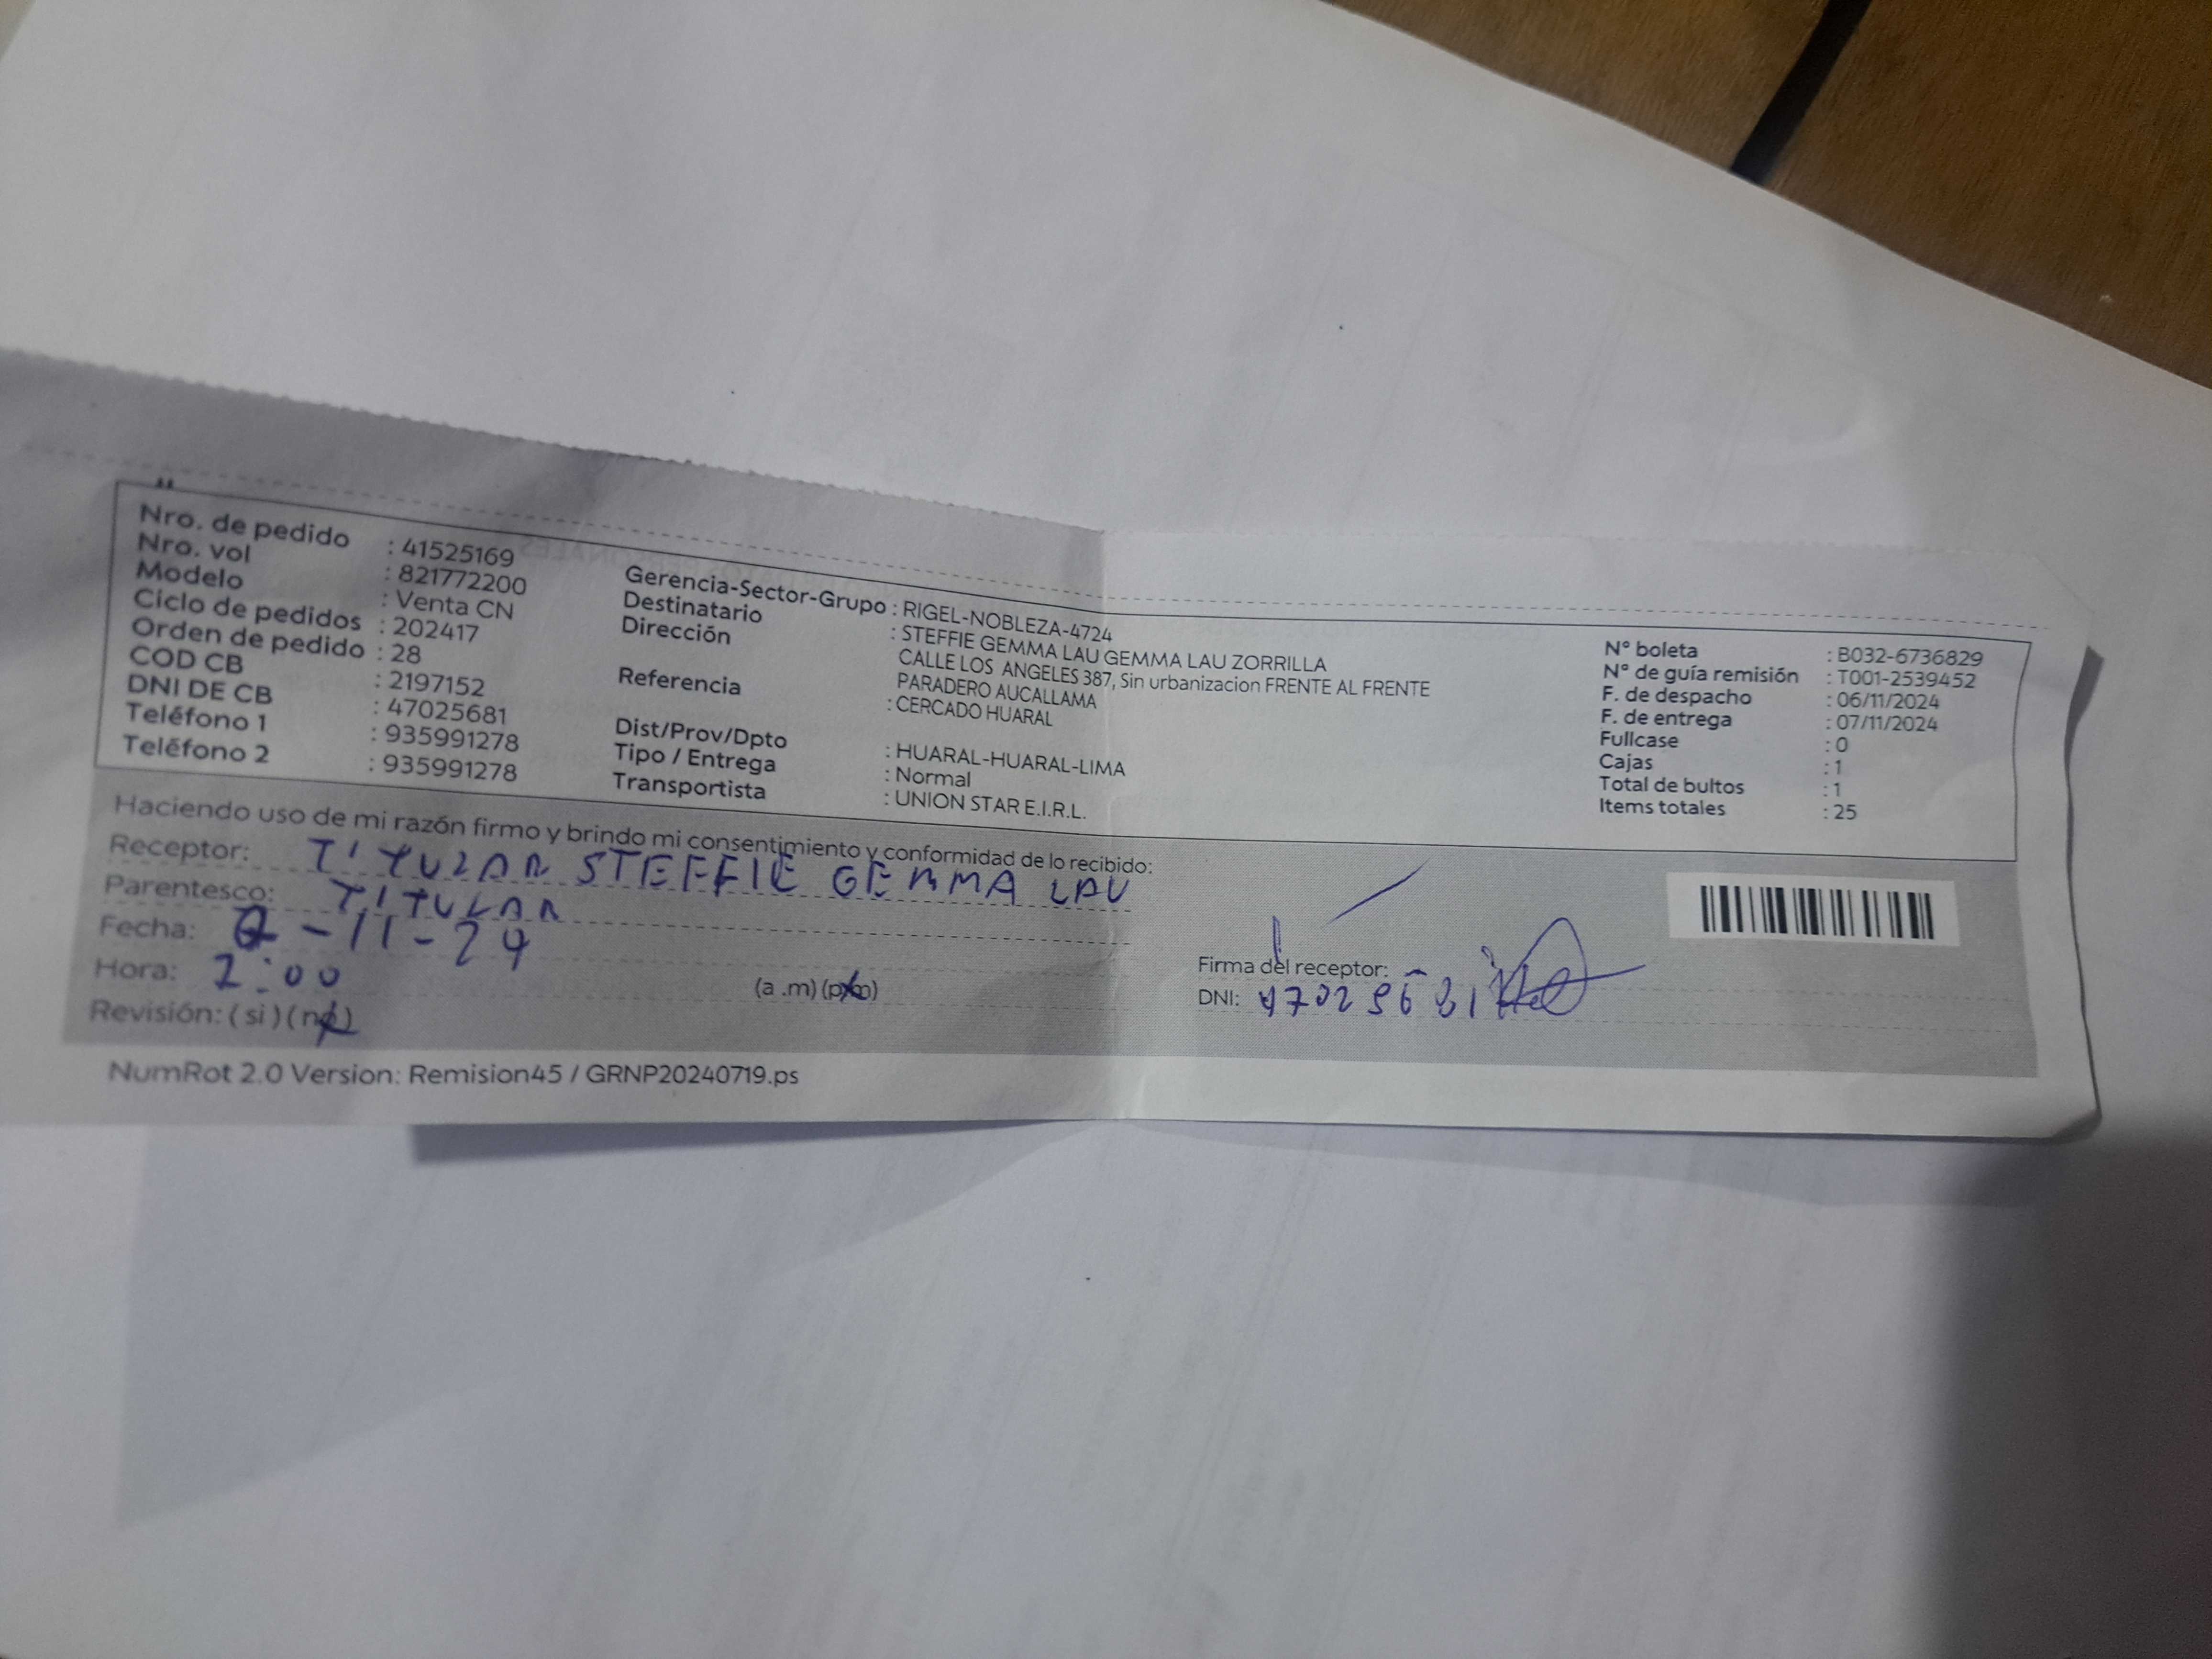 Nro. de pedido : 41525169
Nro. vol : 821772200
Modelo : Venta CN
Ciclo de pedidos : 202417
Orden de pedido : 28
COD CB : 2197152
DNI DE CB : 47025681
Teléfono 1 : 935991278
Teléfono 2 : 935991278
Gerencia-Sector-Grupo : RIGEL-NOBLEZA-4724
Destinatario : STEFFIE GEMMA LAU GEMMA LAU ZORRILLA
Dirección CALLE LOS ANGELES 387, Sin urbanizacion FRENTE AL FRENTE
PARADERO AUCALLAMA
Referencia : CERCADO HUARAL
Dist/Prov/Dpto : HUARAL-HUARAL-LIMA
Tipo / Entrega : Normal
Transportista : UNION STAR E.I.R.L.
N° boleta : B032-6736829
N° de guía remisión : T001-2539452
F. de despacho : 06/11/2024
F. de entrega : 07/11/2024
Fullcase : 0
Cajas : 1
Total de bultos : 1
Items totales : 25
Haciendo uso de mi razón firmo y brindo mi consentimiento y conformidad de lo recibido:
Receptor: TITULAR STEFFIE GEMMA LAU
Parentesco: TITULAR
Fecha: 7-11-24
Hora: 2:00 (a .m) (p.m)
Revisión: ( si ) ( no )
Firma del receptor:
DNI: 47025681
NumRot 2.0 Version: Remision45 / GRNP20240719.ps